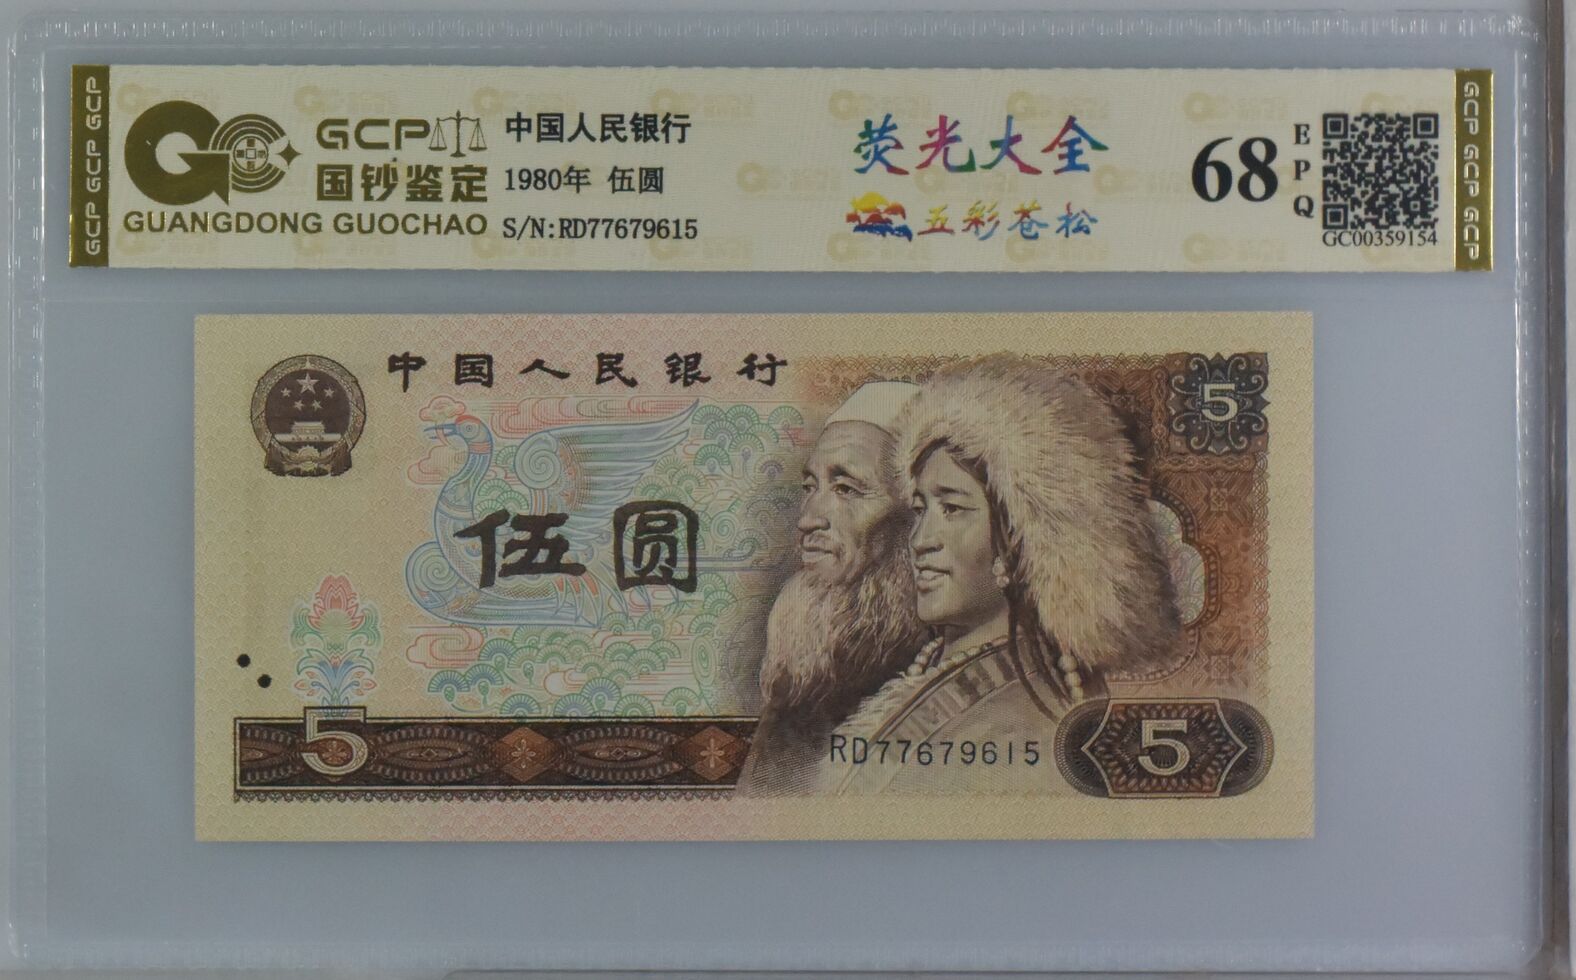 GCP GCP GCP
GCP
国钞鉴定
GUANGDONG GUOCHAO
中国人民银行
1980年 伍圆
S/N:RD77679615
荧光大全
五彩苍松
68
EPQ
GC00359154
GCP GCP GCP
中国人民银行
5
伍圆
5
RD77679615
5